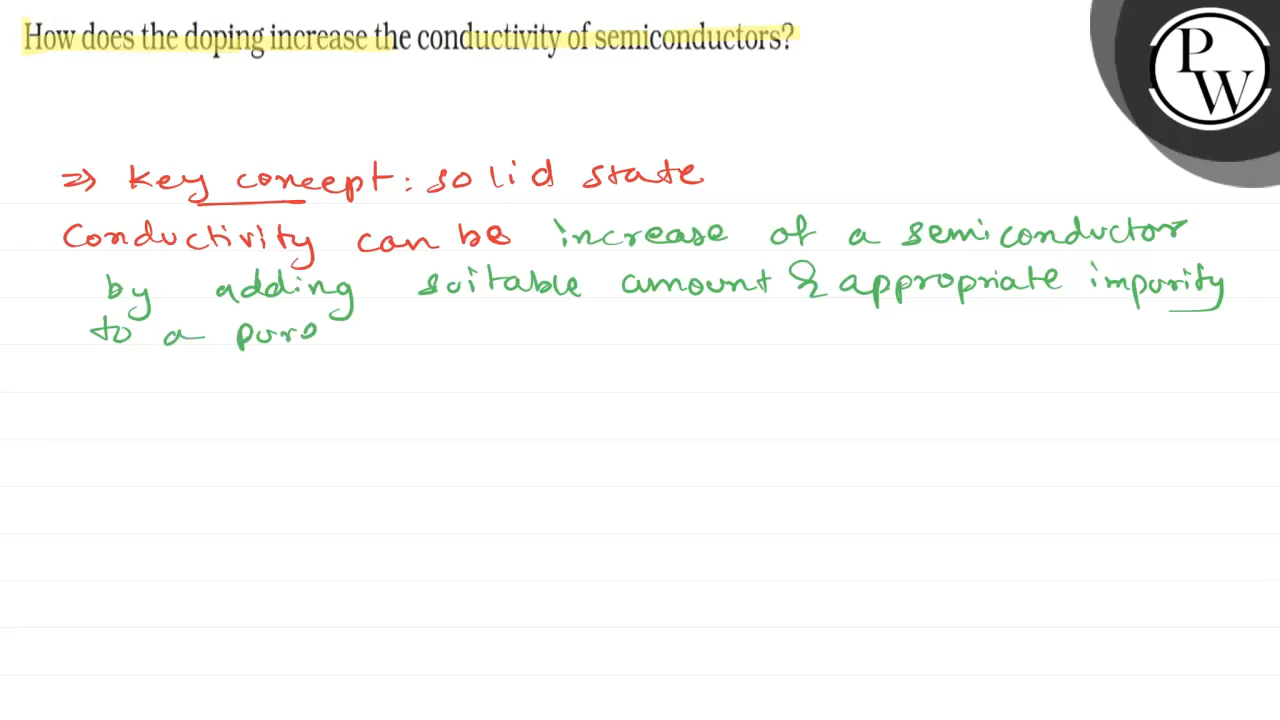 How does the doping increase the conductivity of semiconductors?
PW
⇒ Key concept: solid state
Conductivity can be increase of a semiconductor
by adding suitable amount & appropriate impurity
to a pure